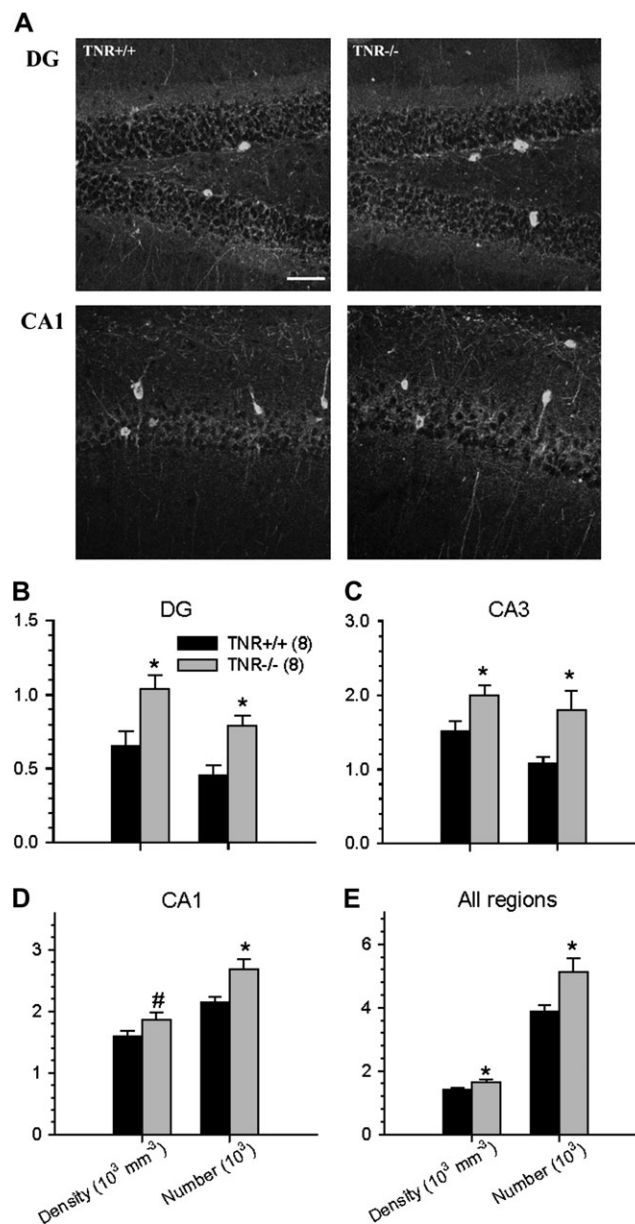 A
DG
TNR+/+
TNR-/-
CA1
B
DG
1.5
1.0
0.5
0.0
TNR+/+ (8)
TNR-/- (8)
*
*
C
CA3
3.0
2.0
1.0
0.0
*
*
D
CA1
3
2
1
0
#
*
Density (10³ mm⁻³)
Number (10³)
E
All regions
6
4
2
0
*
*
Density (10³ mm⁻³)
Number (10³)